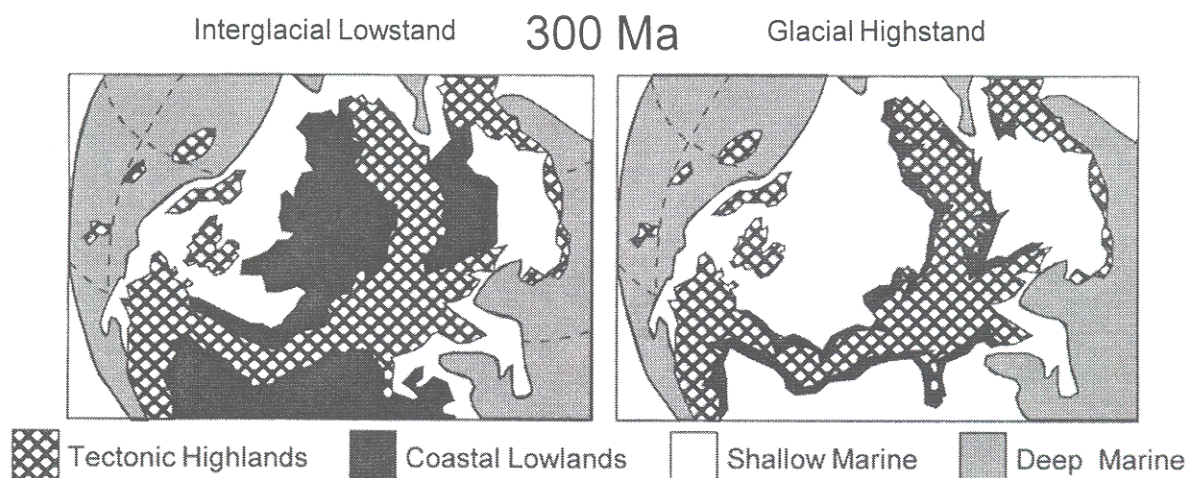 Interglacial Lowstand 300 Ma Glacial Highstand
Tectonic Highlands Coastal Lowlands Shallow Marine Deep Marine